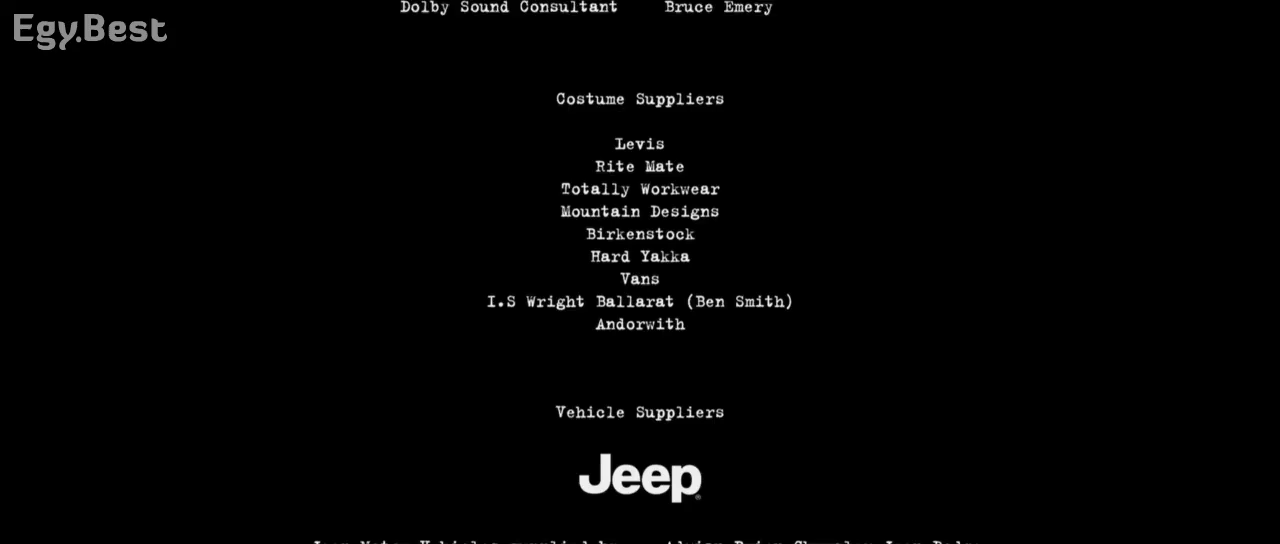 Dolby Sound Consultant Bruce Emery
Egy.Best
Costume Suppliers
Levis
Rite Mate
Totally Workwear
Mountain Designs
Birkenstock
Hard Yakka
Vans
I.S Wright Ballarat (Ben Smith)
Andorwith
Vehicle Suppliers
Jeep